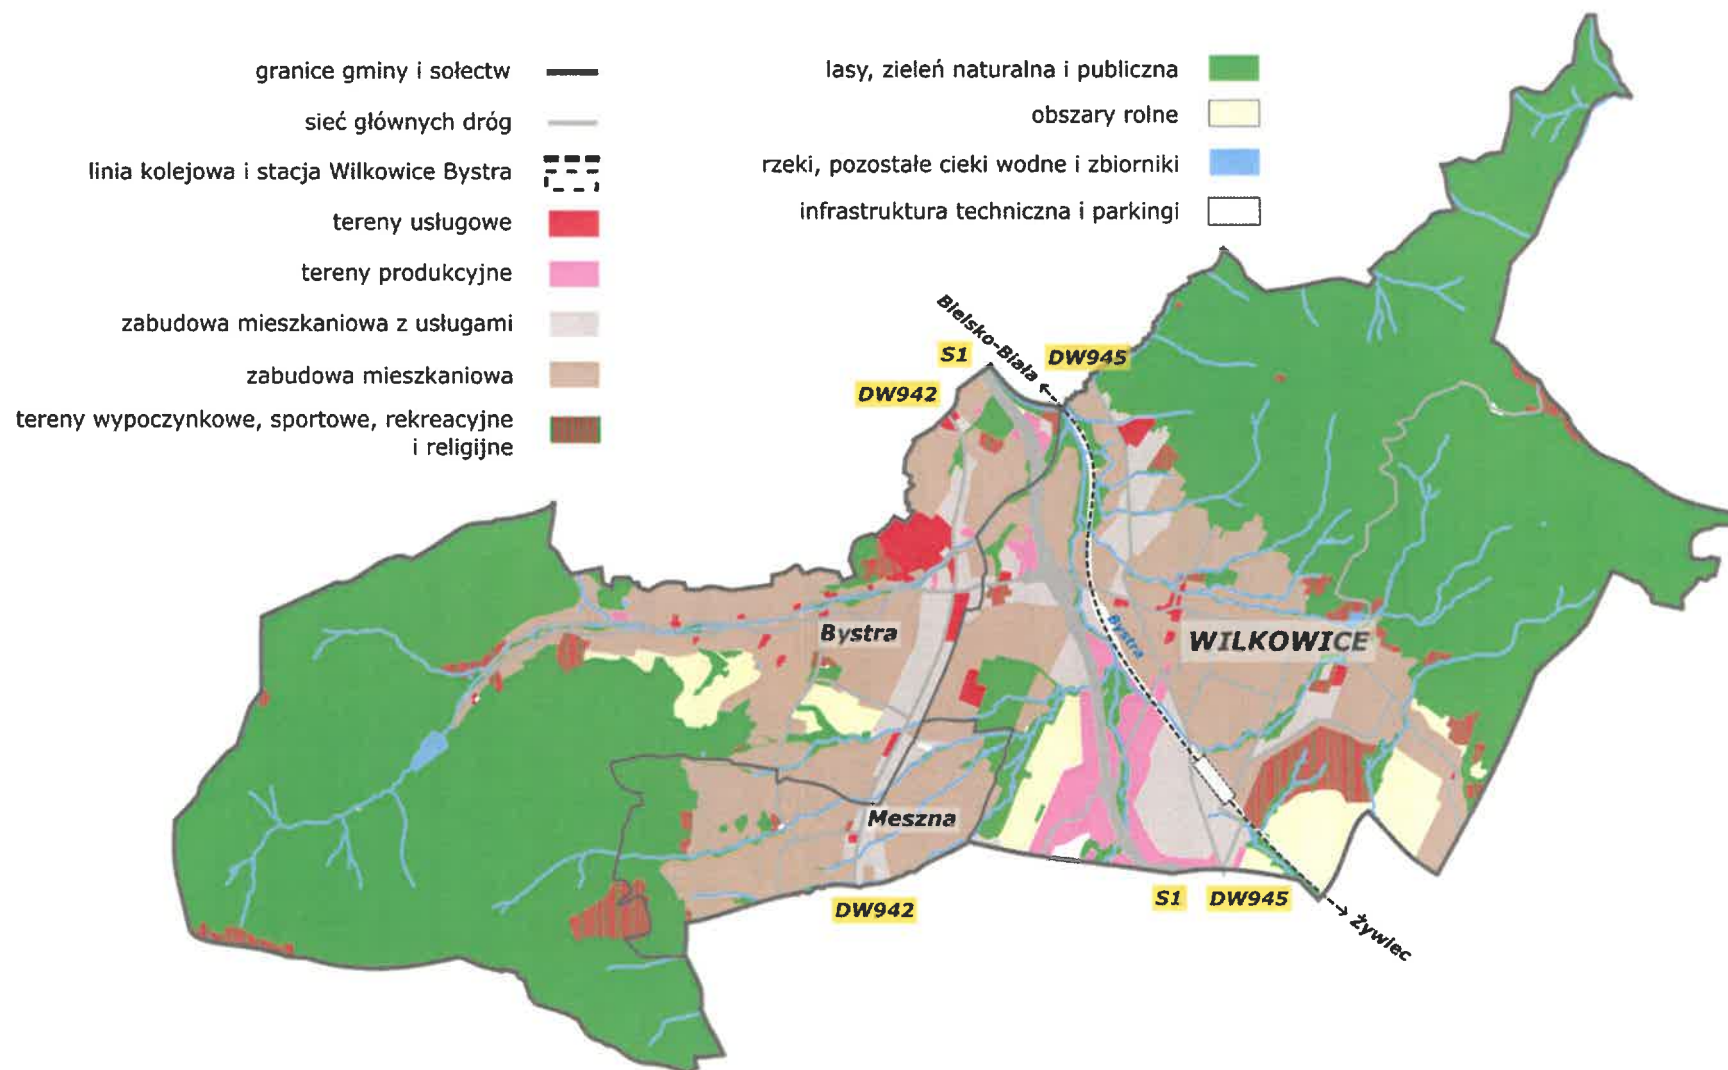 granice gminy i sołectw
sieć głównych dróg
linia kolejowa i stacja Wilkowice Bystra
tereny usługowe
tereny produkcyjne
zabudowa mieszkaniowa z usługami
zabudowa mieszkaniowa
tereny wypoczynkowe, sportowe, rekreacyjne
i religijne
lasy, zieleń naturalna i publiczna
obszary rolne
rzeki, pozostałe cieki wodne i zbiorniki
infrastruktura techniczna i parkingi
Bielsko-Biała
S1
DW945
DW942
Bystra
Bystra
WILKOWICE
Meszna
DW942
S1
DW945
Żywiec